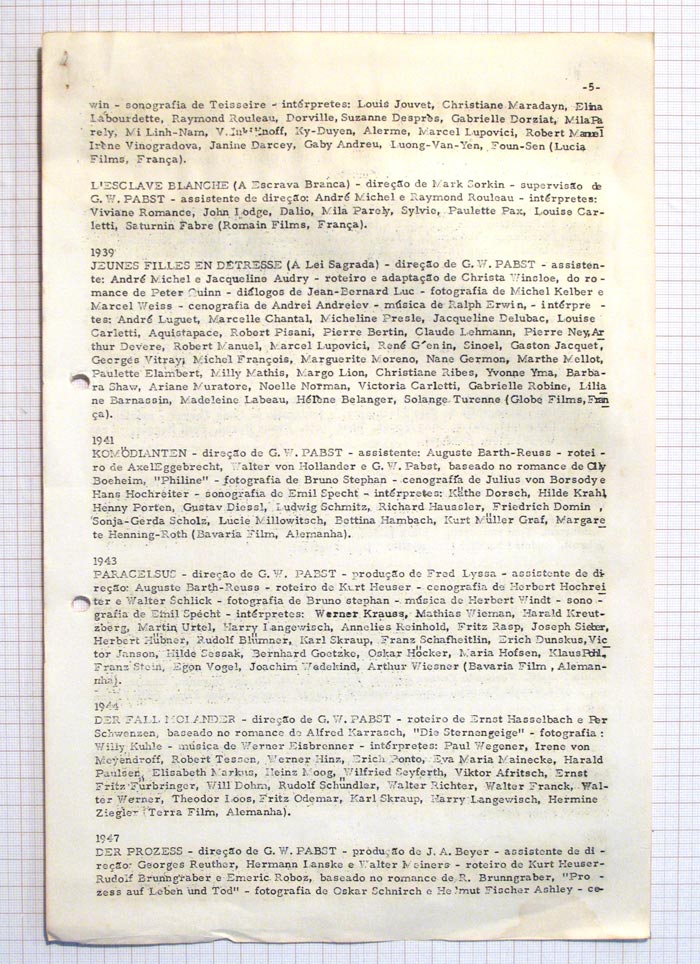 -5-
win - sonografia de Teisseire - intérpretes: Louis Jouvet, Christiane Maradayn, Elina
Labourdette, Raymond Rouleau, Dorville, Suzanne Desprès, Gabrielle Dorziat, Mila Pa
rely, Mi Linh-Nam, Ky-Duyen, Alerme, Marcel Lupovici, Robert Manuel
Irène Vinogradova, Janine Darcey, Gaby Andreu, Luong-Van-Yen, Foun-Sen (Lucia
Films, França).
L'ESCLAVE BLANCHE (A Escrava Branca) - direção de Mark Sorkin - supervisão de
G. W. PABST - assistente de direção: André Michel e Raymond Rouleau - intérpretes:
Viviane Romance, John Lodge, Dalio, Mila Parely, Sylvie, Paulette Pax, Louise Car-
letti, Saturnin Fabre (Romain Films, França).
1939
JEUNES FILLES EN DÉTRESSE (A Lei Sagrada) - direção de G. W. PABST - assisten-
te: André Michel e Jacqueline Audry - roteiro e adaptação de Christa Winsloe, do ro-
mance de Peter Quinn - diálogos de Jean-Bernard Luc - fotografia de Michel Kelber e
Marcel Weiss - cenografia de Andrei Andreiev - música de Ralph Erwin, - intérpre -
tes: André Luguet, Marcelle Chantal, Micheline Presle, Jacqueline Delubac, Louise
Carletti, Aquistapace, Robert Pisani, Pierre Bertin, Claude Lehmann, Pierre Ney, Ar
thur Devere, Robert Manuel, Marcel Lupovici, René Génin, Sinoel, Gaston Jacquet,
Georges Vitray, Michel François, Marguerite Moreno, Nane Germon, Marthe Mellot,
Paulette Elambert, Milly Mathis, Margo Lion, Christiane Ribes, Yvonne Yma, Barba-
ra Shaw, Ariane Muratore, Noelle Norman, Victoria Carletti, Gabrielle Robine, Lilia
ne Barnassin, Madeleine Labeau, Hélène Belanger, Solange Turenne (Globe Films, Fran
ça).
1941
KOMÖDIANTEN - direção de G. W. PABST - assistente: Auguste Barth-Reuss - rotei -
ro de Axel Eggebrecht, Walter von Hollander e G. W. Pabst, baseado no romance de Olly
Boeheim, "Philine" - fotografia de Bruno Stephan - cenografia de Julius von Borsody e
Hans Hochreiter - sonografia de Emil Specht - intérpretes: Käthe Dorsch, Hilde Krahl,
Henny Porten, Gustav Diessl, Ludwig Schmitz, Richard Haussler, Friedrich Domin ,
Sonja-Gerda Scholz, Lucie Millowitsch, Bettina Hambach, Kurt Müller Graf, Margare
te Henning-Roth (Bavaria Film, Alemanha).
1943
PARACELSUS - direção de G. W. PABST - produção de Fred Lyssa - assistente de di-
reção: Auguste Barth-Reuss - roteiro de Kurt Heuser - cenografia de Herbert Hochrei
ter e Walter Schlick - fotografia de Bruno stephan - música de Herbert Windt - sono -
grafia de Emil Specht - intérpretes: Werner Krauss, Mathias Wieman, Harald Kreut-
zberg, Martin Urtel, Harry Langewisch, Annelies Reinhold, Fritz Rasp, Joseph Sieber,
Herbert Hübner, Rudolf Blümner, Karl Skraup, Franz Schafheitlin, Erich Dunskus, Vic
tor Janson, Hilde Sessak, Bernhard Goetzke, Oskar Höcker, Maria Hofsen, Klaus Pohl,
Franz Stein, Egon Vogel, Joachim Wedekind, Arthur Wiesner (Bavaria Film , Aleman-
nha).
1944
DER FALL MOLANDER - direção de G. W. PABST - roteiro de Ernst Hasselbach e Per
Schwenzen, baseado no romance de Alfred Karrasch, "Die Sternengeige" - fotografia :
Willy Kuhle - música de Werner Eisbrenner - intérpretes: Paul Wegener, Irene von
Meyendroff, Robert Tessen, Werner Hinz, Erich Ponto, Eva Maria Mainecke, Harald
Paulsen, Elisabeth Markus, Heinz Moog, Wilfried Seyferth, Viktor Afritsch, Ernst
Fritz Fürbringer, Will Dohm, Rudolf Schündler, Walter Richter, Walter Franck, Wal-
ter Werner, Theodor Loos, Fritz Odemar, Karl Skraup, Harry Langewisch, Hermine
Ziegler (Terra Film, Alemanha).
1947
DER PROZESS - direção de G. W. PABST - produção de J. A. Beyer - assistente de di -
reção: Georges Reuther, Hermann Lanske e Walter Meiners - roteiro de Kurt Heuser-
Rudolf Brunngraber e Emeric Roboz, baseado no romance de R. Brunngraber, "Pro -
zess auf Leben und Tod" - fotografia de Oskar Schnirch e Helmut Fischer Ashley - ce-